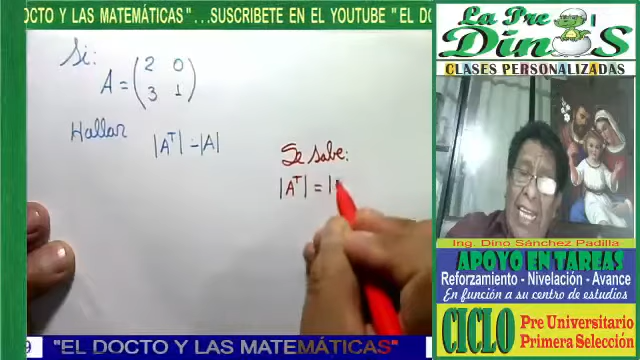 DOCTO Y LAS MATEMÁTICAS"...SUSCRIBETE EN EL YOUTUBE "EL DO
La Pre
DinoS
CLASES PERSONALIZADAS
Si:
A = (2 0
3 1)
Hallar
|Aᵀ| - |A|
Se sabe:
|Aᵀ| = |
Ing. Dino Sánchez Padilla
APOYO EN TAREAS
Reforzamiento - Nivelación - Avance
En función a su centro de estudios
CICLO Pre Universitario
Primera Selección
9 "EL DOCTO Y LAS MATEMÁTICAS"